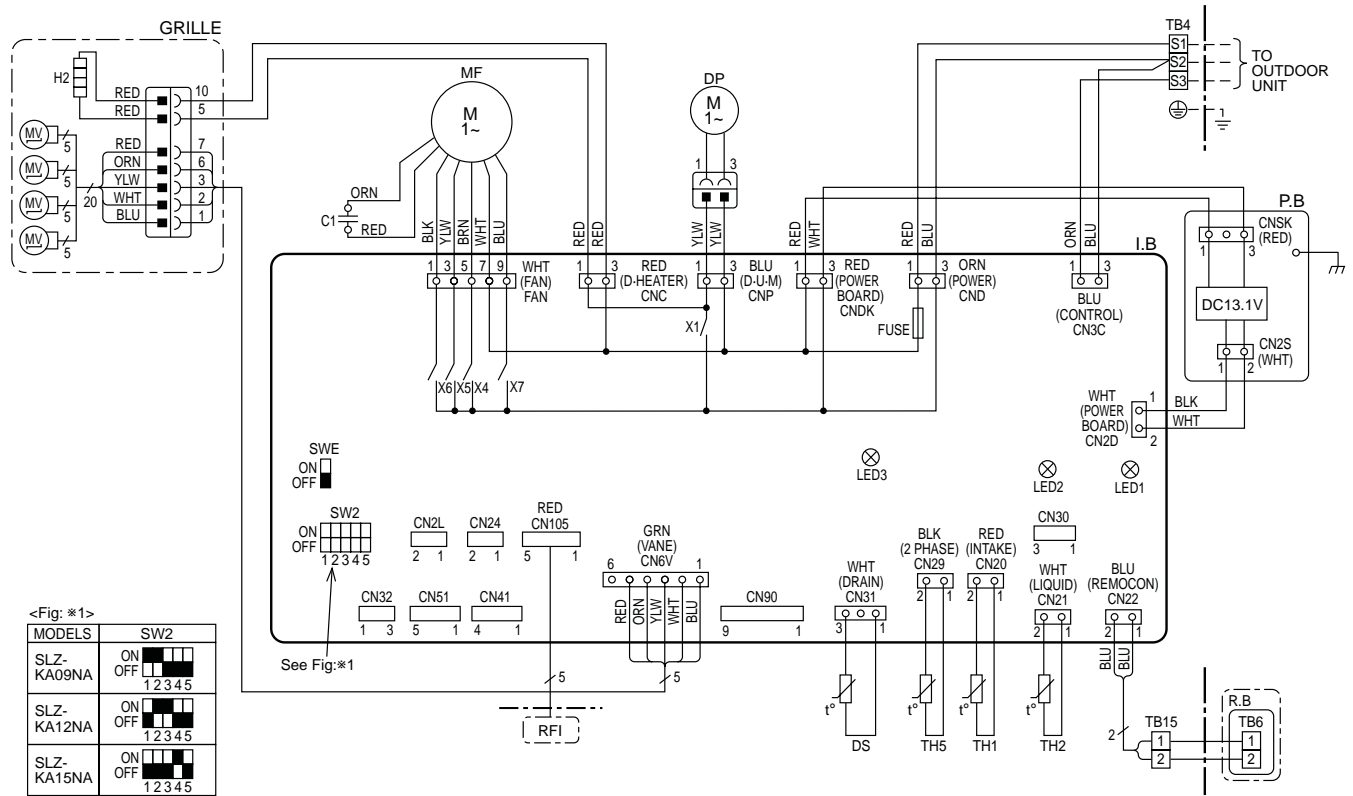 GRILLE
H2
RED 10
RED 5
MV 5
MV 5
MV 5
MV 5
20
RED 7
ORN 6
YLW 3
WHT 2
BLU 1
MF
M
1~
ORN
C1
RED
BLK
YLW
BRN
WHT
BLU
RED
RED
DP
M
1~
1 3
YLW
YLW
RED
WHT
RED
BLU
ORN
BLU
TB4
S1
S2
S3
TO
OUTDOOR
UNIT
I.B
P.B
CNSK
(RED)
1 3
DC13.1V
CN2S
(WHT)
1 2
1 3 5 7 9
WHT
(FAN)
FAN
1 3
RED
(D·HEATER)
CNC
1 3
BLU
(D·U·M)
CNP
1 3
RED
(POWER
BOARD)
CNDK
1 3
ORN
(POWER)
CND
1 3
BLU
(CONTROL)
CN3C
X1
FUSE
X6 X5 X4 X7
WHT
(POWER
BOARD)
CN2D
1
2
BLK
WHT
SWE
ON
OFF
LED3
LED2
LED1
SW2
ON
OFF
1 2 3 4 5
CN2L
2 1
CN24
2 1
RED
CN105
5 1
GRN
(VANE)
CN6V
6 1
RED
ORN
YLW
WHT
BLU
CN32
1 3
CN51
5 1
CN41
4 1
CN90
9 1
WHT
(DRAIN)
CN31
3 1
BLK
(2 PHASE)
CN29
2 1
RED
(INTAKE)
CN20
2 1
CN30
3 1
WHT
(LIQUID)
CN21
2 1
BLU
(REMOCON)
CN22
2 1
BLU
BLU
See Fig:※1
5
5
RFI
t°
DS
t°
TH5
t°
TH1
t°
TH2
2
TB15
1
2
R.B
TB6
1
2
<Fig: ※1>
MODELS SW2
SLZ-
KA09NA
ON
OFF
1 2 3 4 5
SLZ-
KA12NA
ON
OFF
1 2 3 4 5
SLZ-
KA15NA
ON
OFF
1 2 3 4 5